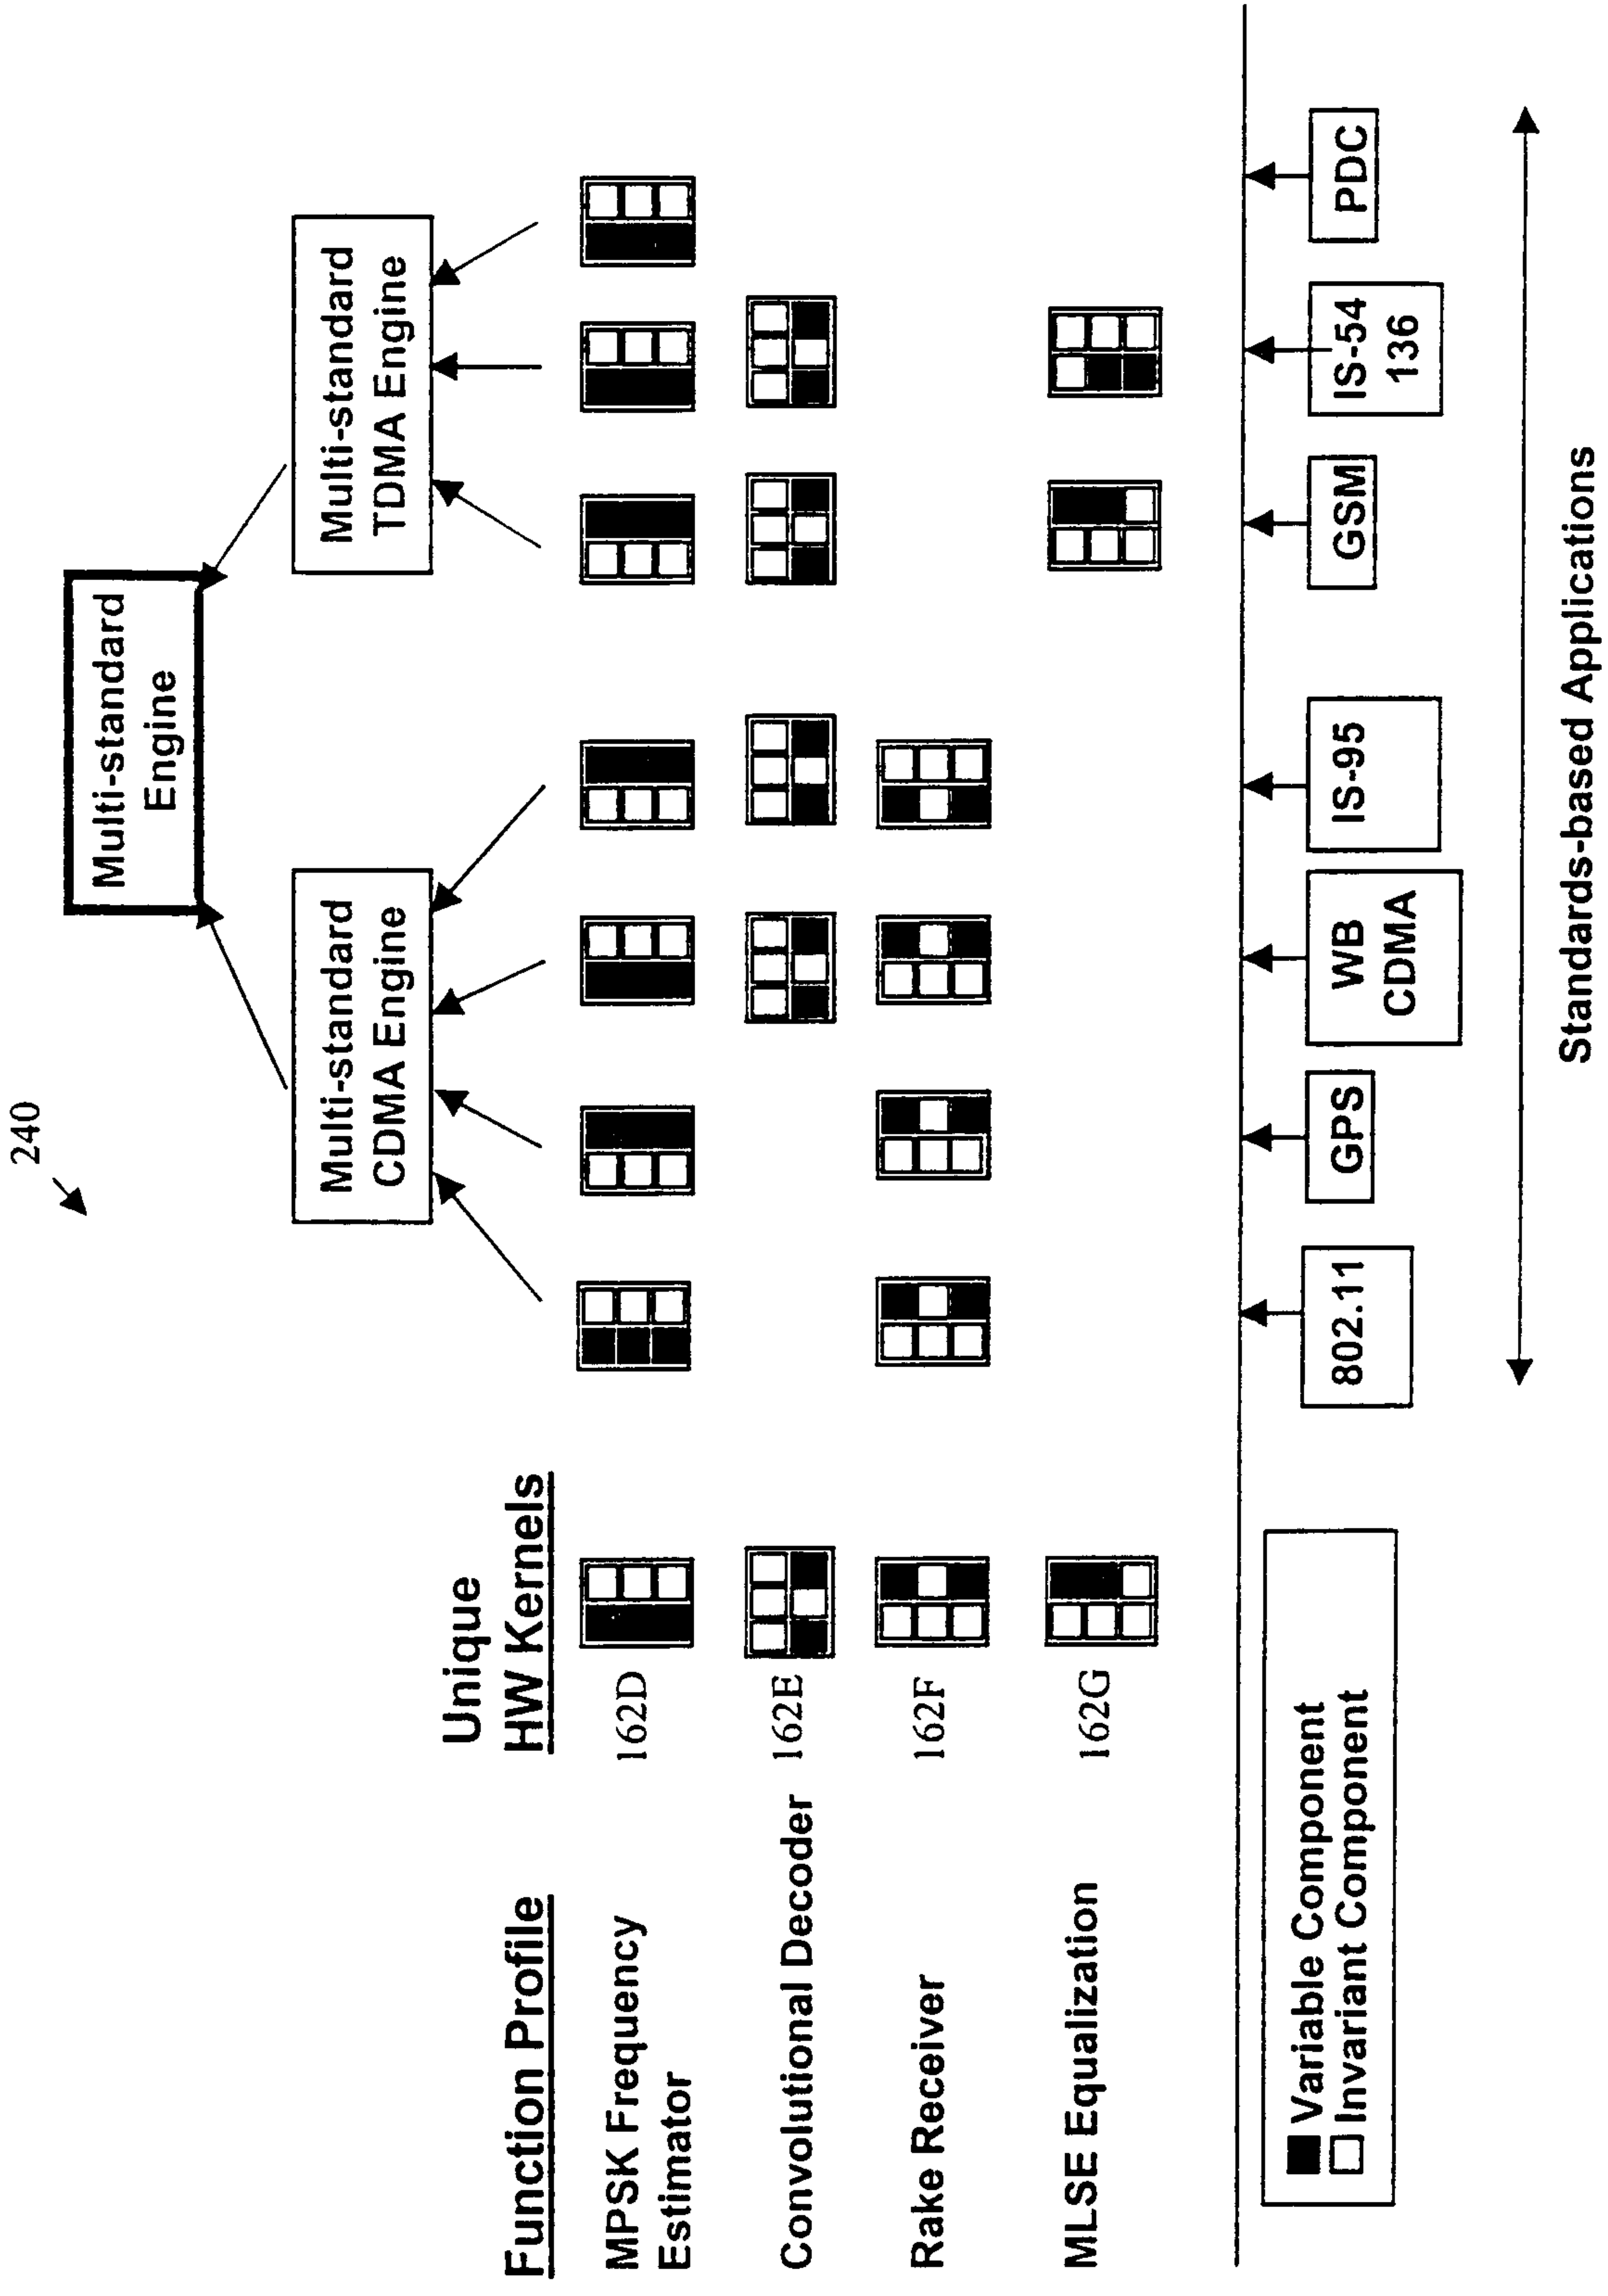 240
Multi-standard
Engine
Multi-standard
CDMA Engine
Multi-standard
TDMA Engine
Function Profile
Unique
HW Kernels
MPSK Frequency
Estimator
162D
Convolutional Decoder
162E
Rake Receiver
162F
MLSE Equalization
162G
Variable Component
Invariant Component
802.11
GPS
WB
CDMA
IS-95
GSM
IS-54
136
PDC
Standards-based Applications